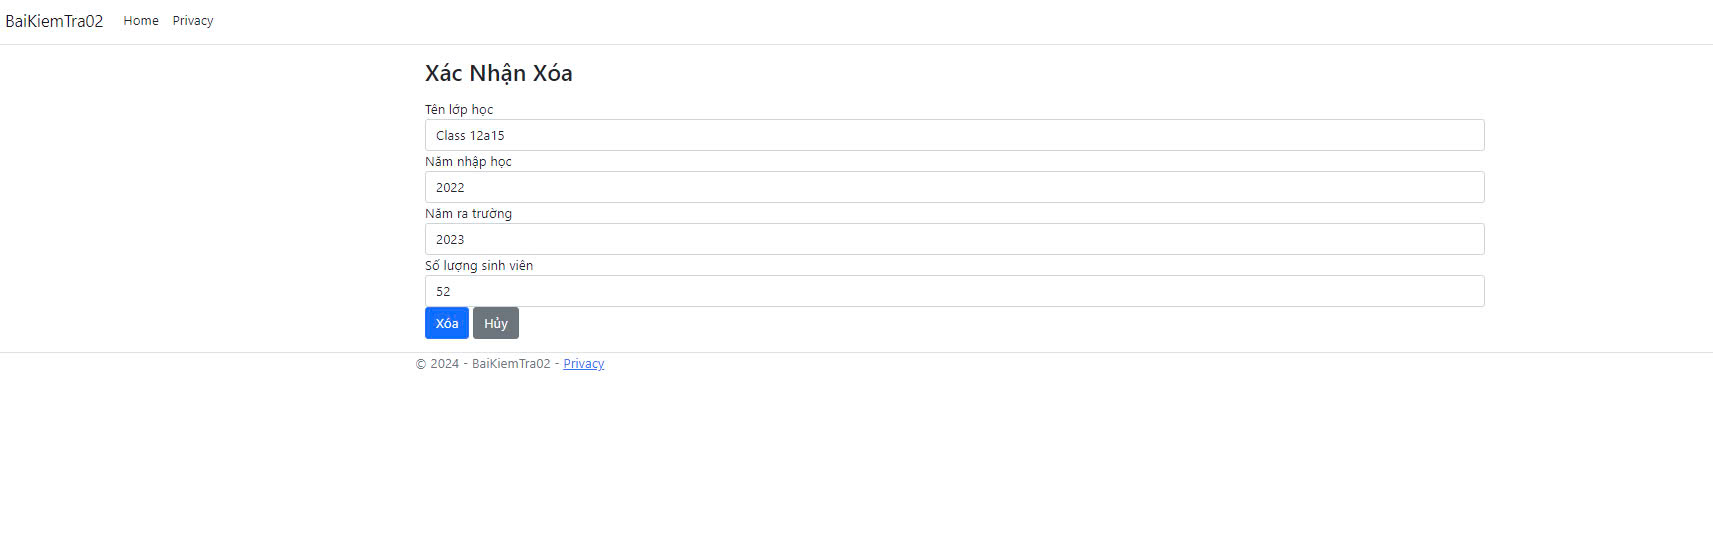 BaiKiemTra02 Home Privacy
Xác Nhận Xóa
Tên lớp học
Class 12a15
Năm nhập học
2022
Năm ra trường
2023
Số lượng sinh viên
52
Xóa Hủy
© 2024 - BaiKiemTra02 - Privacy